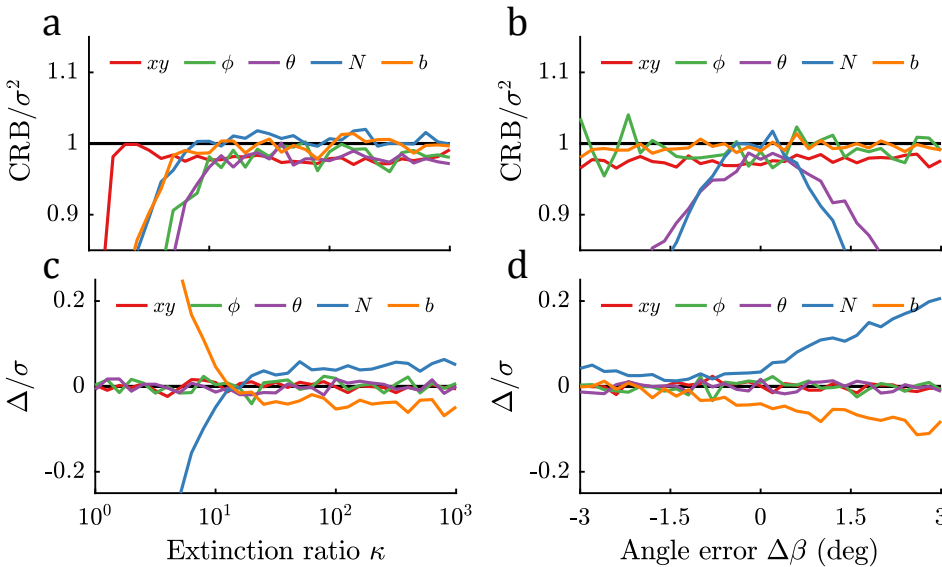 a
CRB/σ²
1.1
1
0.9
xy ϕ θ N b
b
CRB/σ²
1.1
1
0.9
xy ϕ θ N b
c
Δ/σ
0.2
0
-0.2
xy ϕ θ N b
10⁰ 10¹ 10² 10³
Extinction ratio κ
d
Δ/σ
0.2
0
-0.2
xy ϕ θ N b
-3 -1.5 0 1.5 3
Angle error Δβ (deg)